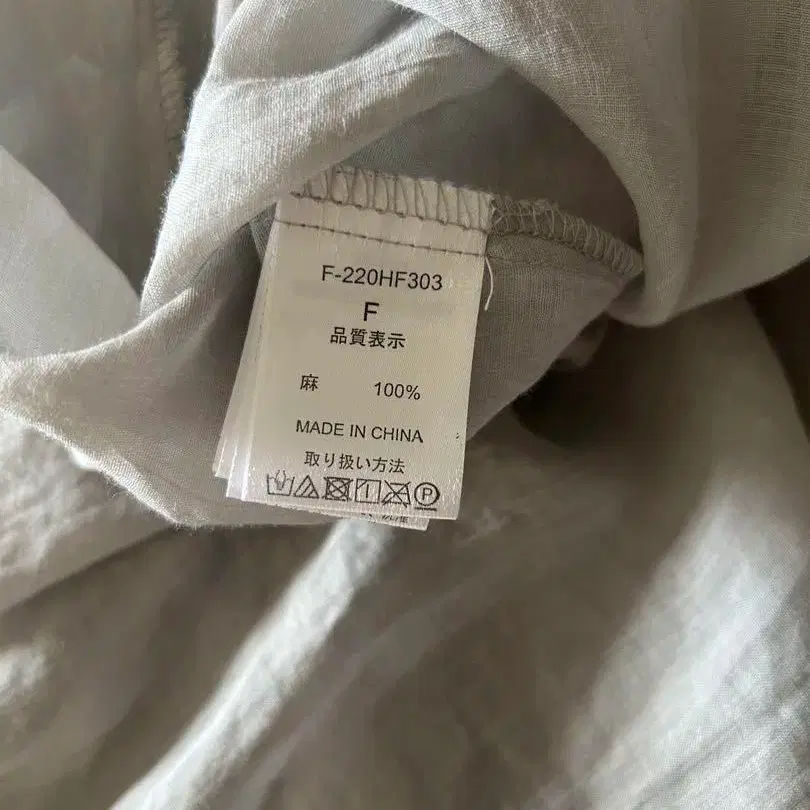 F-220HF303
F
品質表示
麻 100%
MADE IN CHINA
取り扱い方法
P